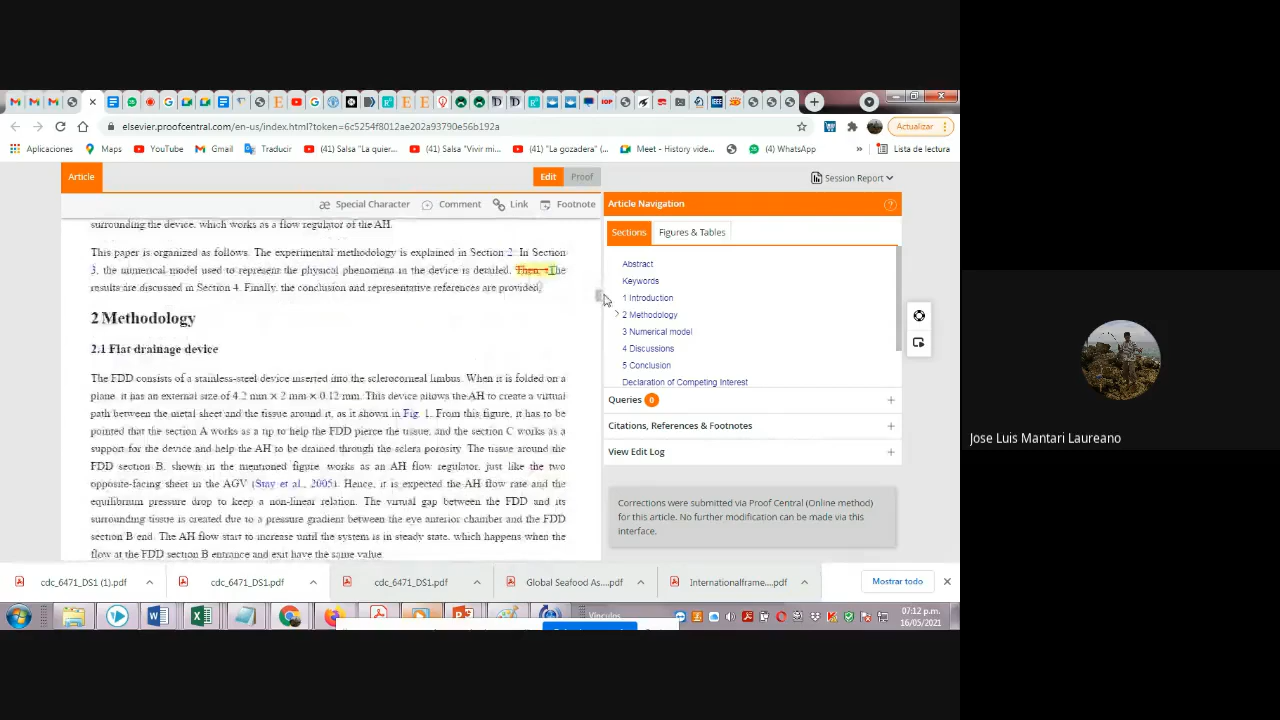 elsevier.proofcentral.com/en-us/index.html?token=6c5254f8012ae202a93790e56b192a
Actualizar
Aplicaciones
Maps
YouTube
Gmail
Traducir
(41) Salsa "La quier...
(41) Salsa "Vivir mi...
(41) "La gozadera" (...
Meet - History video...
(4) WhatsApp
»
Lista de lectura
Article
Edit
Proof
Session Report
Special Character
Comment
Link
Footnote
surrounding the device, which works as a flow regulator of the AH.
This paper is organized as follows. The experimental methodology is explained in Section 2. In Section
3, the numerical model used to represent the physical phenomena in the device is detailed. Then, tThe
results are discussed in Section 4. Finally, the conclusion and representative references are provided.
2 Methodology
2.1 Flat drainage device
The FDD consists of a stainless-steel device inserted into the sclerocorneal limbus. When it is folded on a
plane, it has an external size of 4.2 mm × 2 mm × 0.12 mm. This device allows the AH to create a virtual
path between the metal sheet and the tissue around it, as it shown in Fig. 1. From this figure, it has to be
pointed that the section A works as a tip to help the FDD pierce the tissue, and the section C works as a
support for the device and help the AH to be drained through the sclera porosity. The tissue around the
FDD section B, shown in the mentioned figure, works as an AH flow regulator, just like the two
opposite-facing sheet in the AGV (Stay et al., 2005). Hence, it is expected the AH flow rate and the
equilibrium pressure drop to keep a non-linear relation. The virtual gap between the FDD and its
surrounding tissue is created due to a pressure gradient between the eye anterior chamber and the FDD
section B end. The AH flow start to increase until the system is in steady state, which happens when the
flow at the FDD section B entrance and exit have the same value.
Article Navigation
Sections
Figures & Tables
Abstract
Keywords
1 Introduction
2 Methodology
3 Numerical model
4 Discussions
5 Conclusion
Declaration of Competing Interest
Queries 0
Citations, References & Footnotes
View Edit Log
Corrections were submitted via Proof Central (Online method)
for this article. No further modification can be made via this
interface.
Jose Luis Mantari Laureano
cdc_6471_DS1 (1).pdf
cdc_6471_DS1.pdf
cdc_6471_DS1.pdf
Global Seafood As....pdf
Internationalframe....pdf
Mostrar todo
Vínculos
07:12 p.m.
16/05/2021